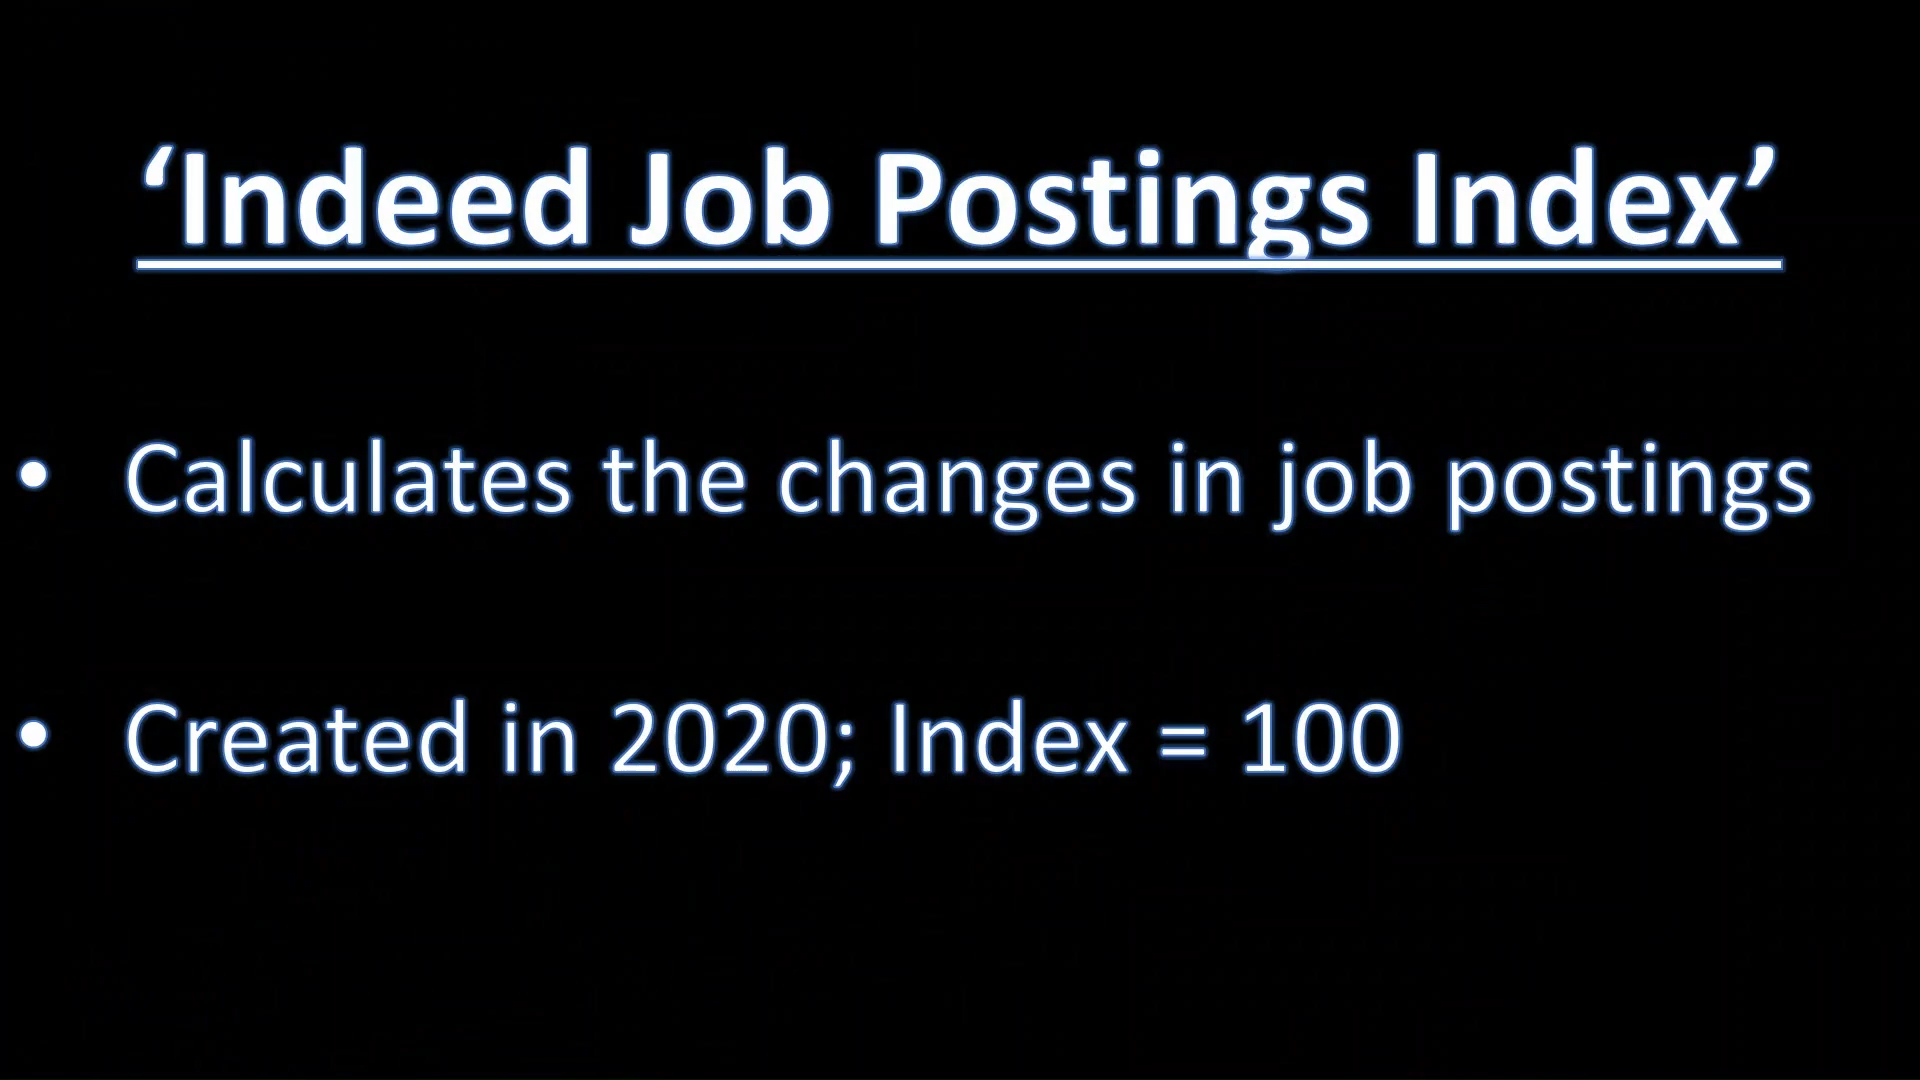 ‘Indeed Job Postings Index’
• Calculates the changes in job postings
• Created in 2020; Index = 100